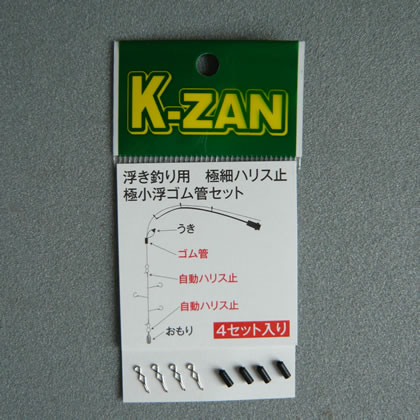 K-ZAN
浮き釣り用　極細ハリス止
極小浮ゴム管セット
うき
ゴム管
自動ハリス止
自動ハリス止
おもり
4セット入り